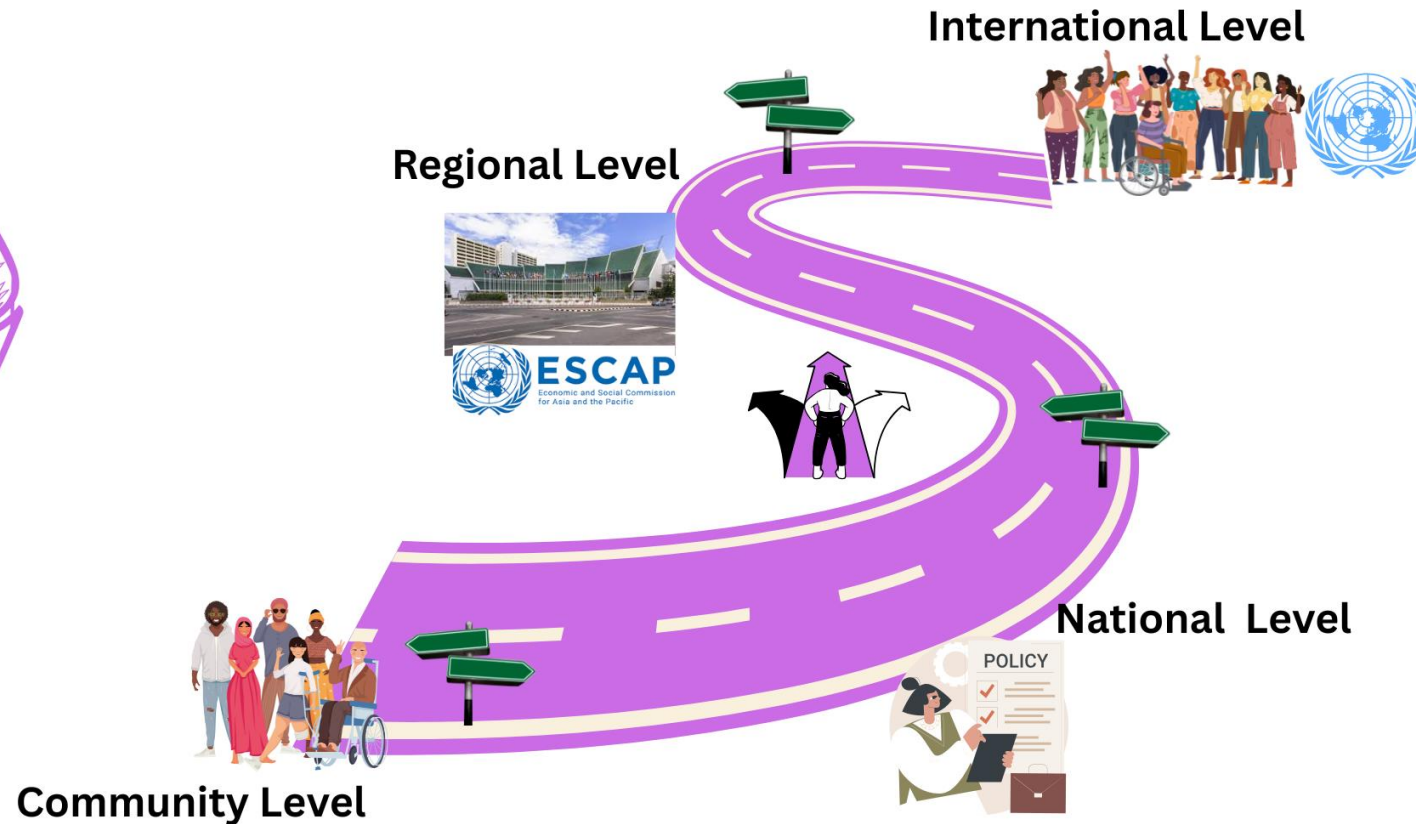 International Level
Regional Level
ESCAP
Economic and Social Commission
for Asia and the Pacific
National Level
POLICY
Community Level